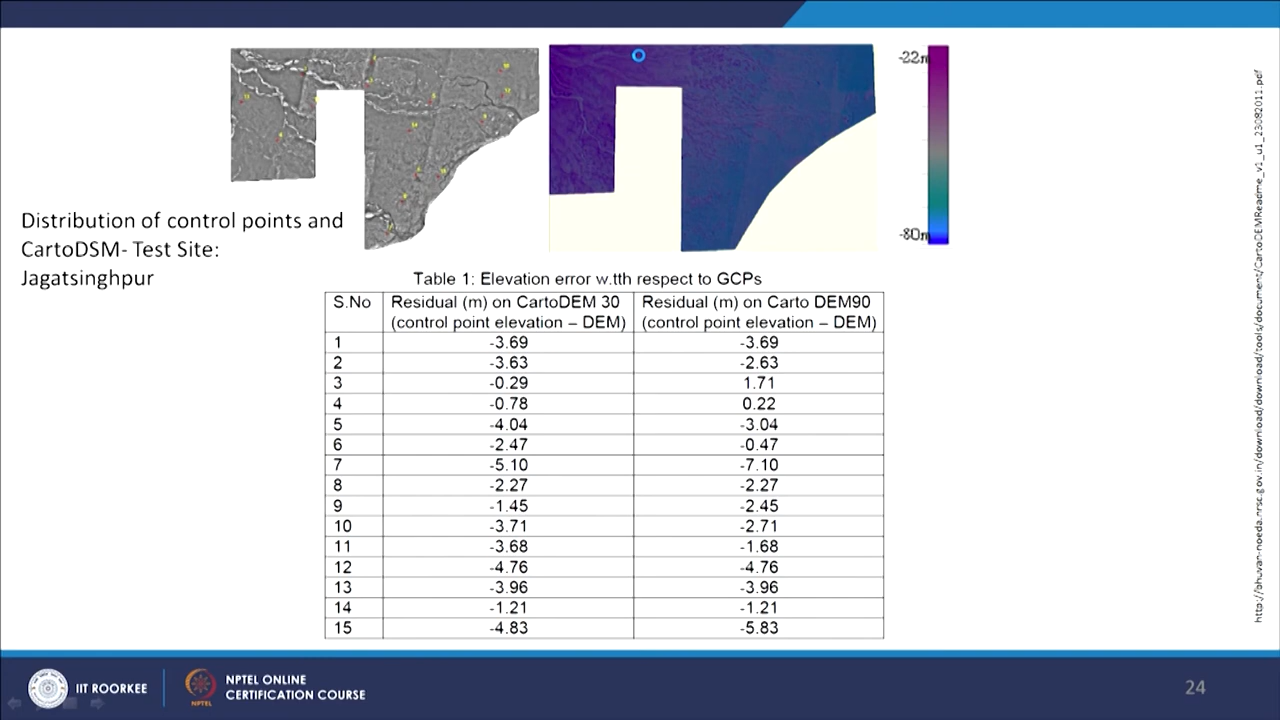 -22m
-80m
Distribution of control points and
CartoDSM- Test Site:
Jagatsinghpur
Table 1: Elevation error w.tth respect to GCPs
S.No Residual (m) on CartoDEM 30 (control point elevation – DEM) Residual (m) on Carto DEM90 (control point elevation – DEM)
1 -3.69 -3.69
2 -3.63 -2.63
3 -0.29 1.71
4 -0.78 0.22
5 -4.04 -3.04
6 -2.47 -0.47
7 -5.10 -7.10
8 -2.27 -2.27
9 -1.45 -2.45
10 -3.71 -2.71
11 -3.68 -1.68
12 -4.76 -4.76
13 -3.96 -3.96
14 -1.21 -1.21
15 -4.83 -5.83
http://bhuvan-noeda.nrsc.gov.in/download/download/tools/document/CartoDEMReadme_v1_u1_23082011.pdf
IIT ROORKEE
NPTEL
NPTEL ONLINE
CERTIFICATION COURSE
24